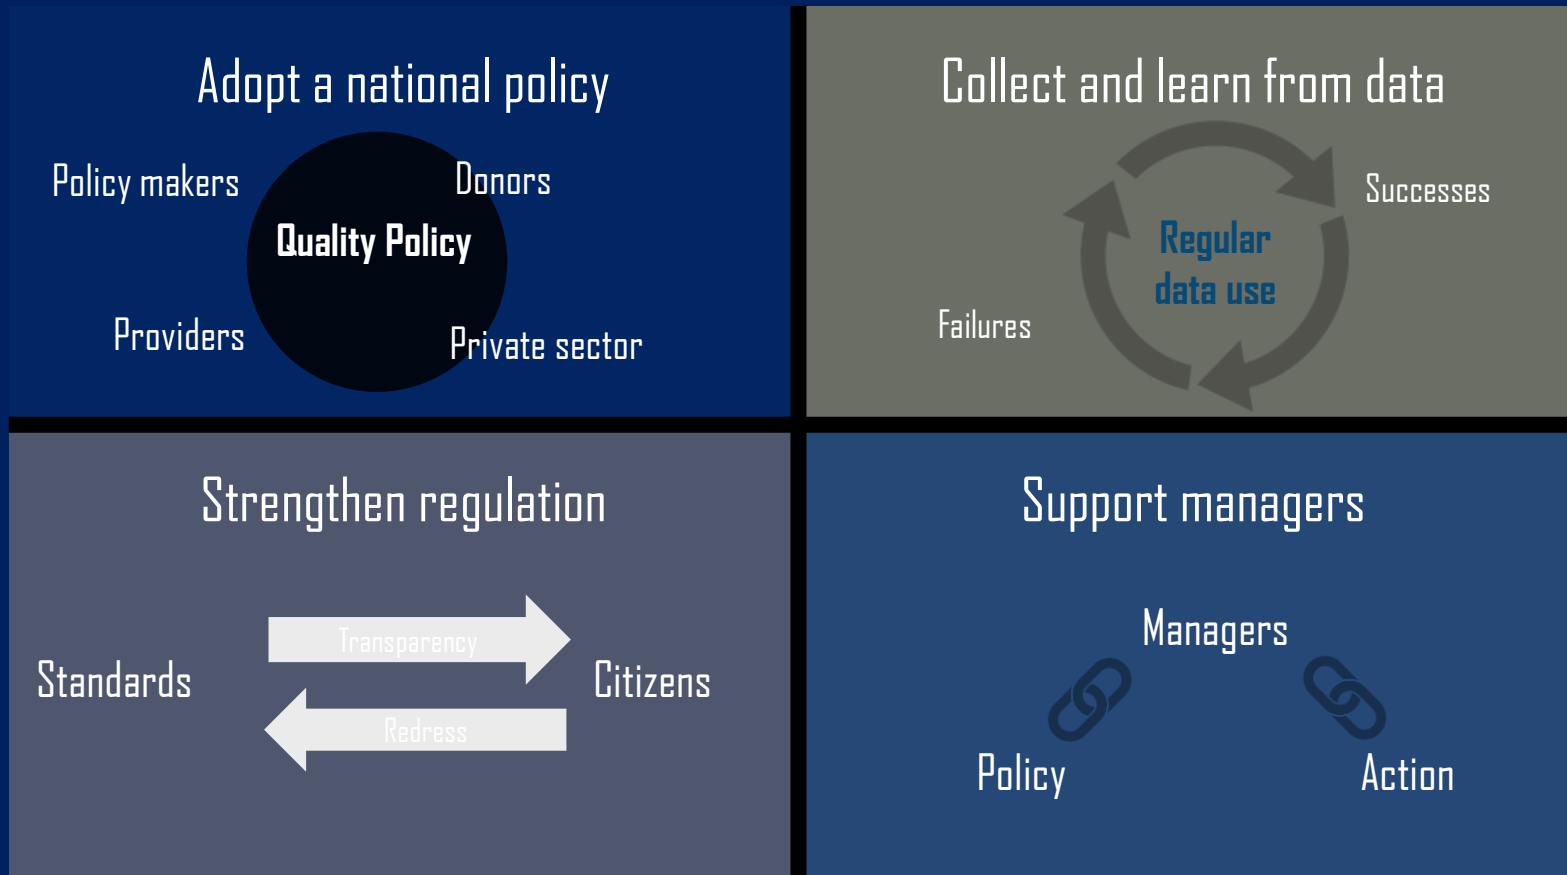 Adopt a national policy
Policy makers
Donors
Quality Policy
Providers
Private sector
Collect and learn from data
Successes
Regular
data use
Failures
Strengthen regulation
Transparency
Standards
Citizens
Redress
Support managers
Managers
Policy
Action